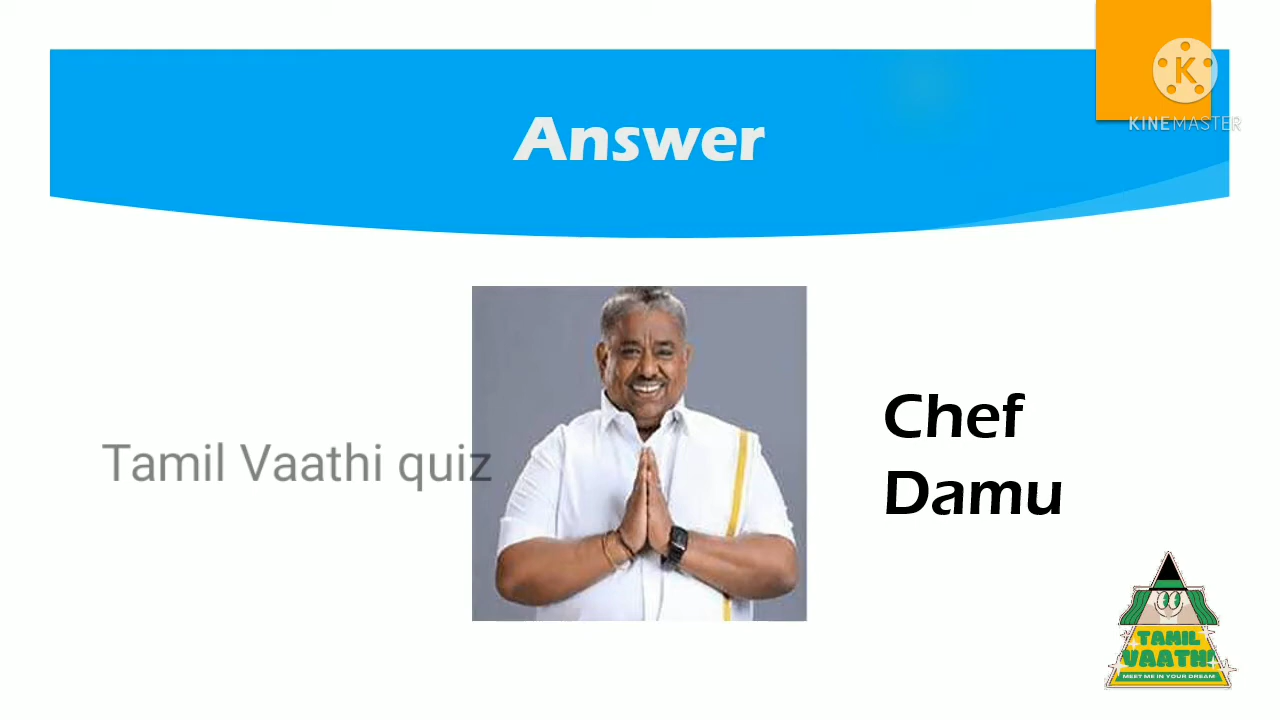 Answer
KINEMASTER
Tamil Vaathi quiz
Chef
Damu
TAMIL
VAATHI
MEET ME IN YOUR DREAM